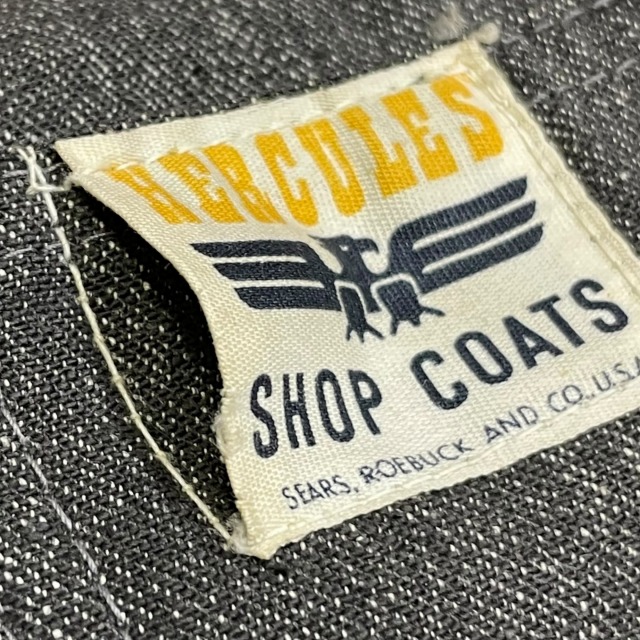 HERCULES
SHOP COATS
SEARS, ROEBUCK AND CO., U.S.A